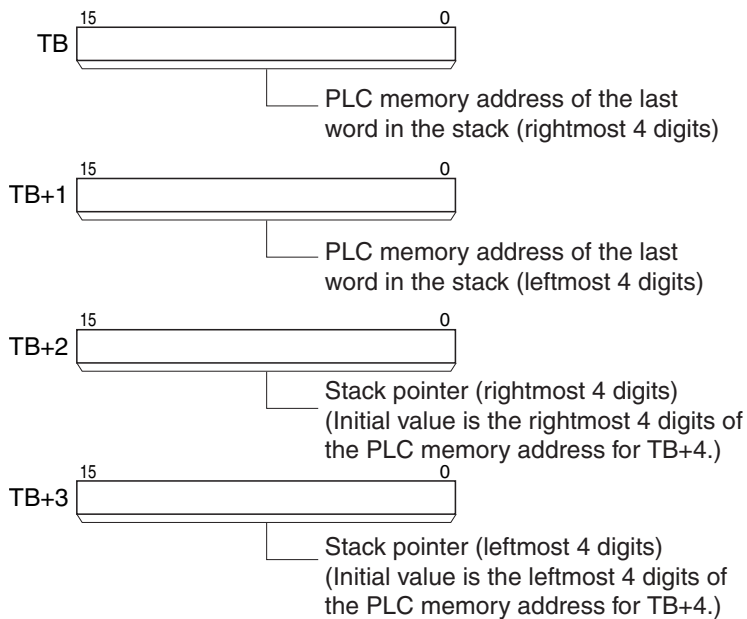 15 0
TB
PLC memory address of the last
word in the stack (rightmost 4 digits)
15 0
TB+1
PLC memory address of the last
word in the stack (leftmost 4 digits)
15 0
TB+2
Stack pointer (rightmost 4 digits)
(Initial value is the rightmost 4 digits of
the PLC memory address for TB+4.)
15 0
TB+3
Stack pointer (leftmost 4 digits)
(Initial value is the leftmost 4 digits of
the PLC memory address for TB+4.)